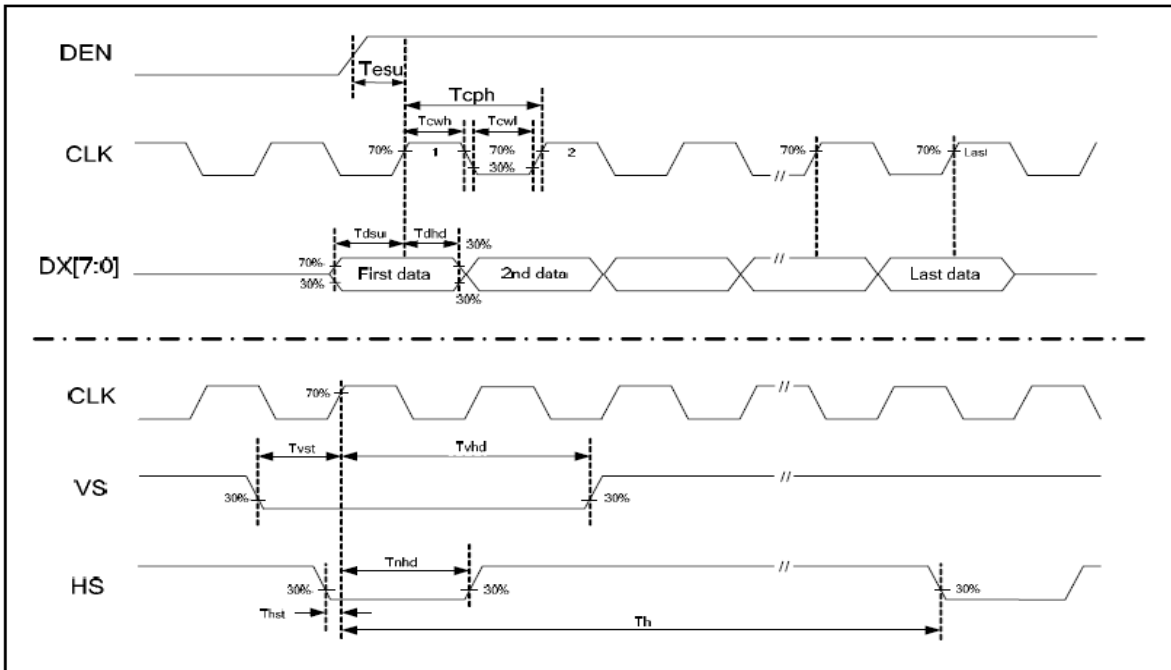 DEN
Tesu
Tcph
Tcwh Tcwl
CLK 70% 1 70% 2 70% 70% Last
30%
//
Tdsu Tdhd 30%
DX[7:0] 70% First data 2nd data // Last data
30% 30%
CLK 70% //
Tvst Tvhd
VS 30% 30% //
Thhd
HS 30% 30% // 30%
Thst Th